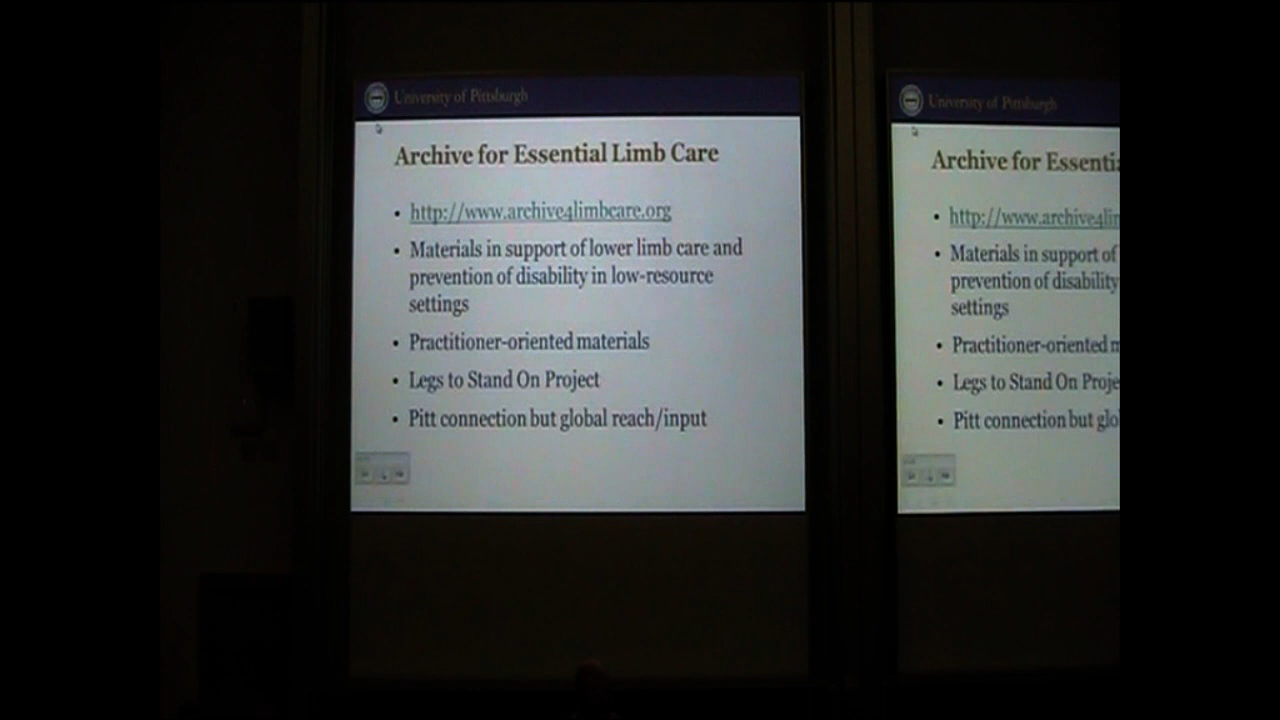 University of Pittsburgh
Archive for Essential Limb Care
• http://www.archive4limbcare.org
• Materials in support of lower limb care and
prevention of disability in low-resource
settings
• Practitioner-oriented materials
• Legs to Stand On Project
• Pitt connection but global reach/input
University of Pittsburgh
Archive for Essentia
• http://www.archive4lim
• Materials in support of
prevention of disability
settings
• Practitioner-oriented m
• Legs to Stand On Proje
• Pitt connection but glo